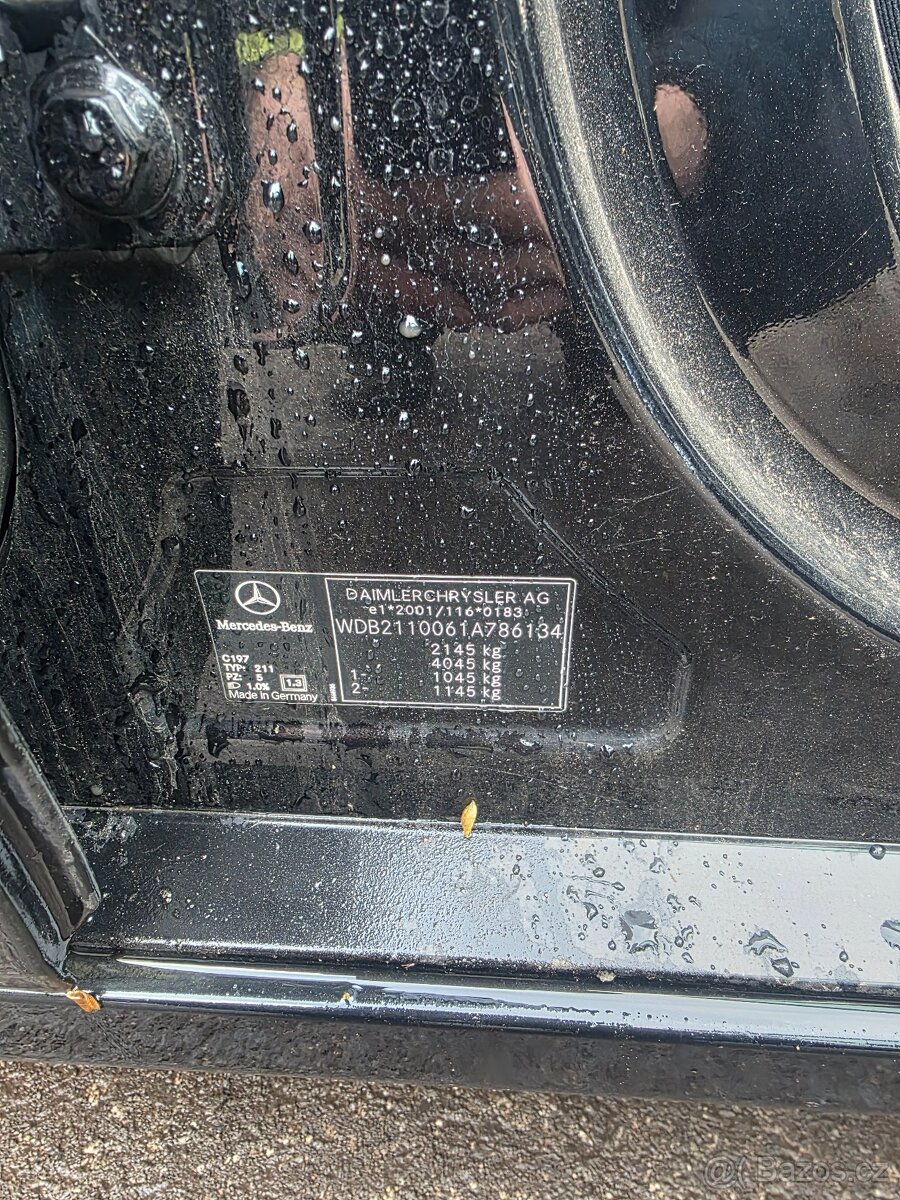 Mercedes-Benz
C197
TYP: 211
PZ: 5
1.0% 1.3
Made in Germany
DAIMLERCHRYSLER AG
e1*2001/116*0183
WDB2110061A786134
2145 kg
4045 kg
1- 1045 kg
2- 1145 kg
@ Bazos.cz